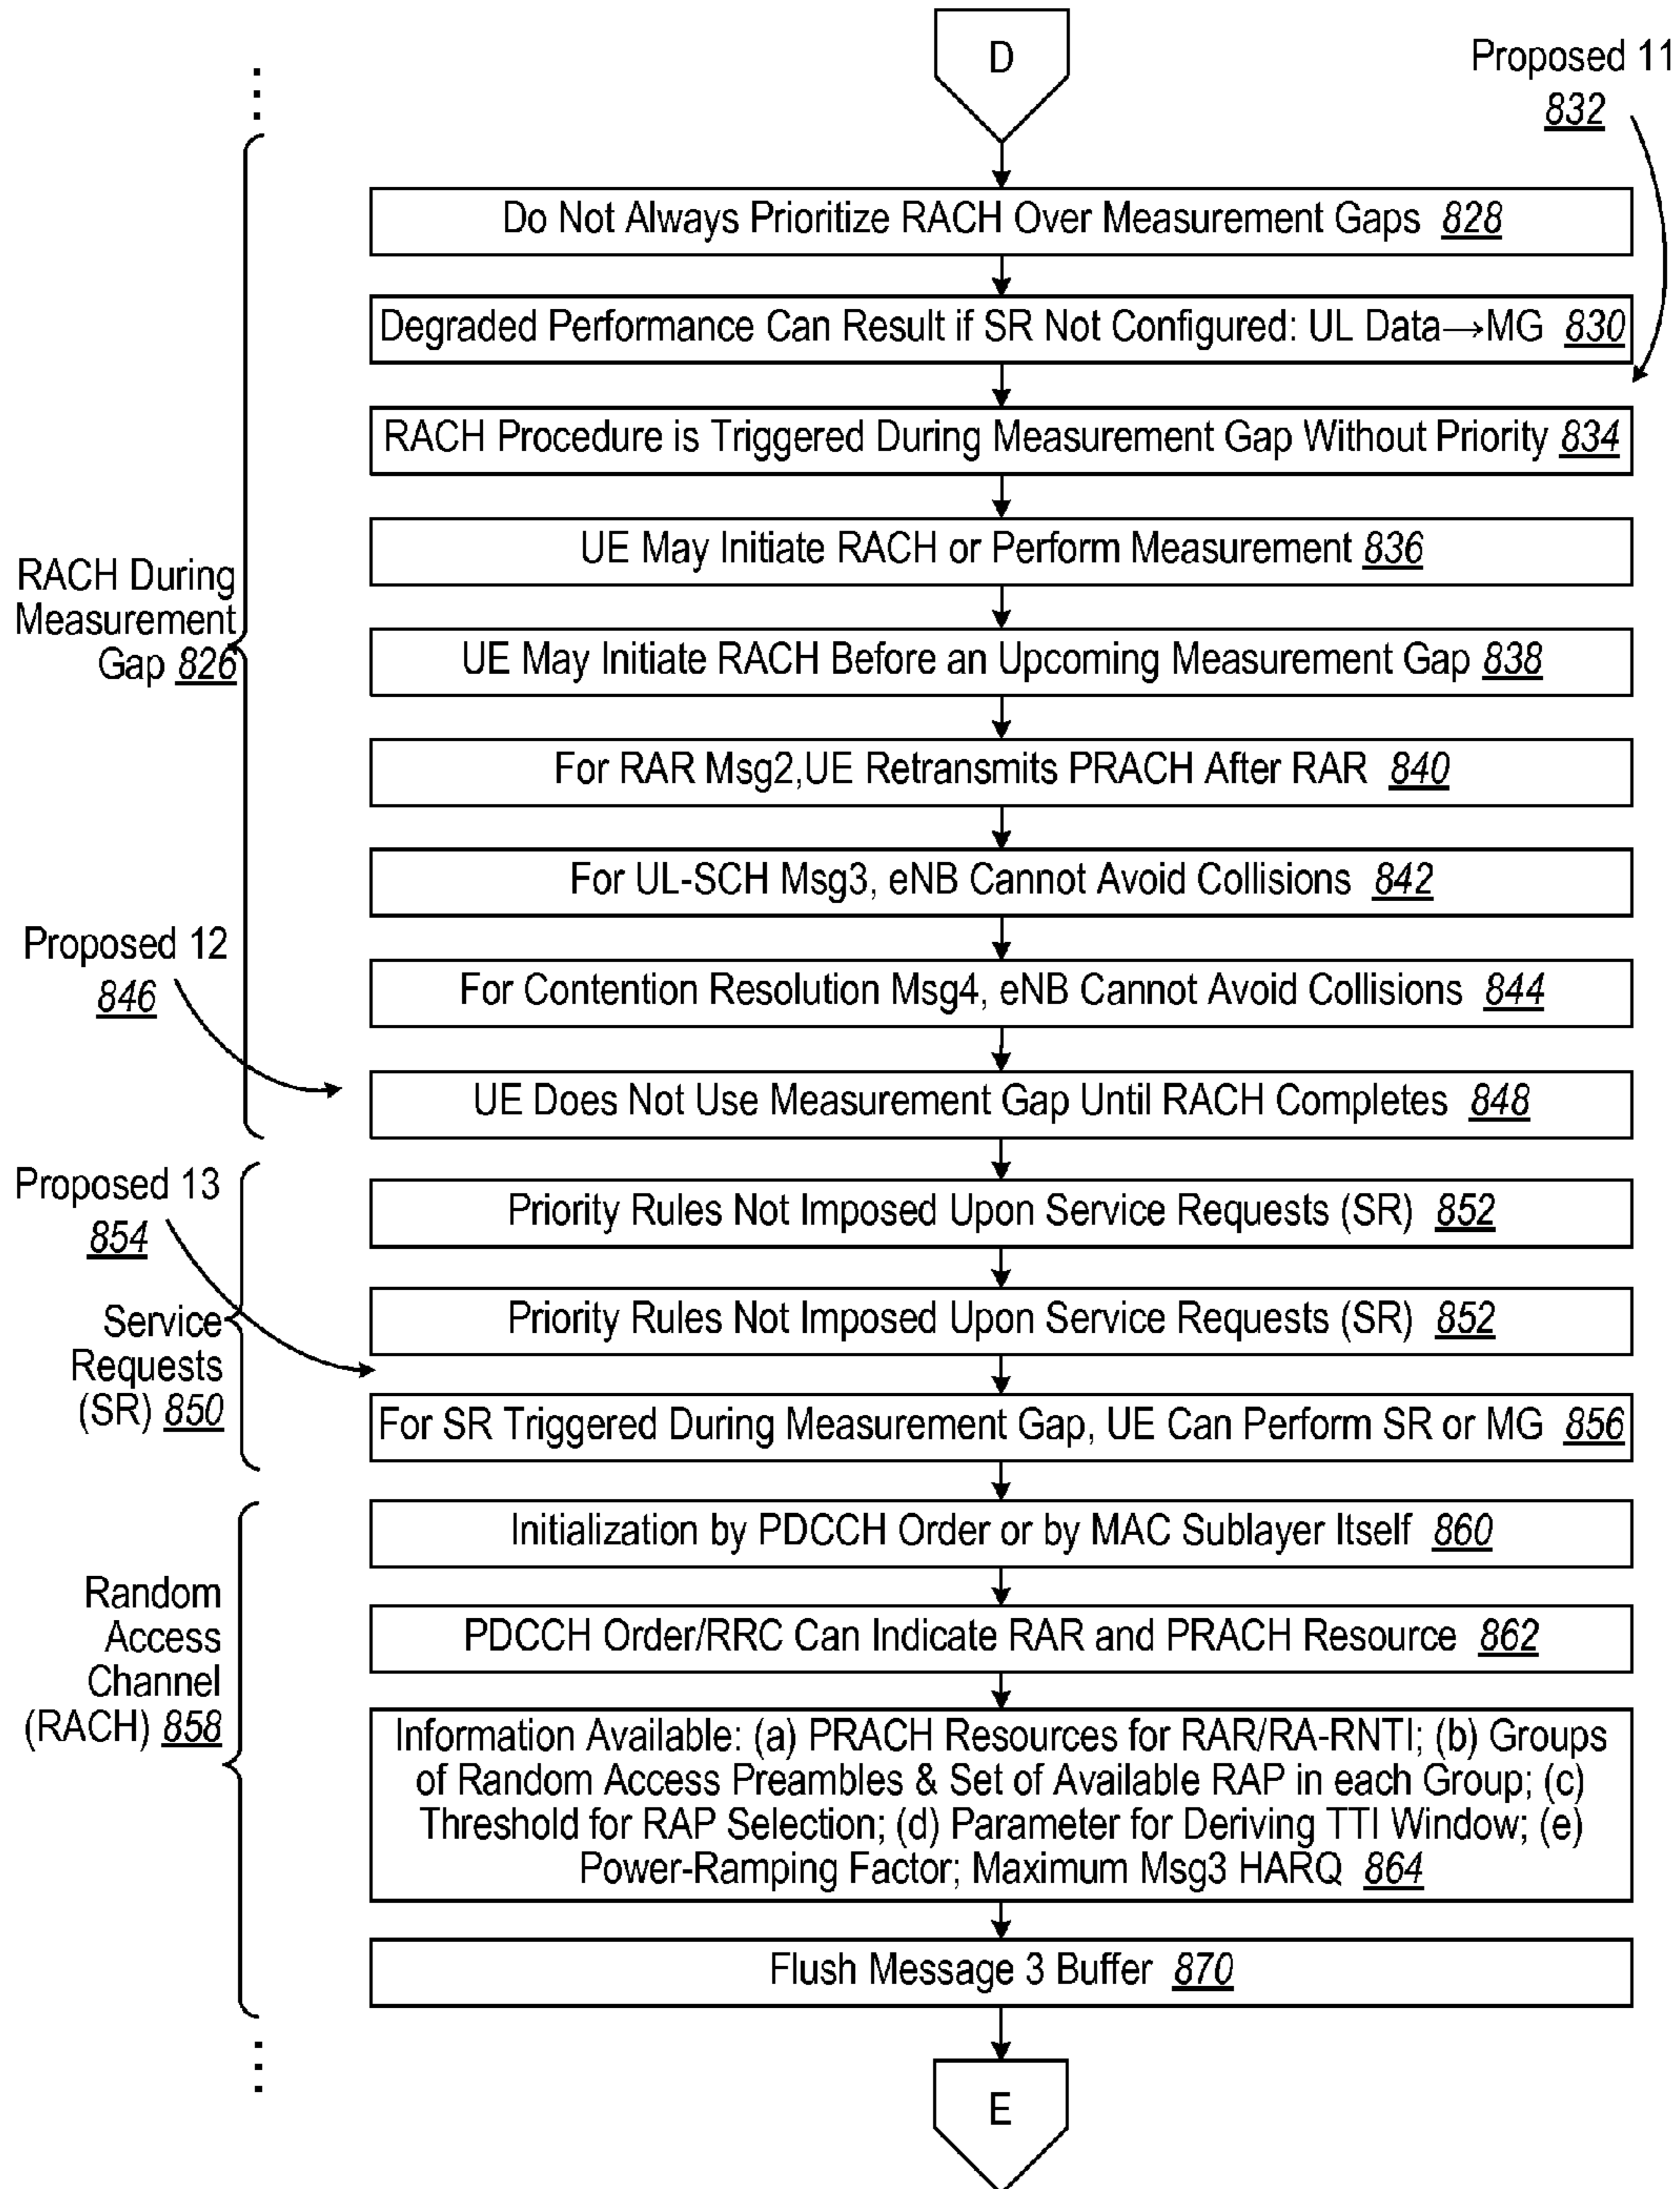 D
Proposed 11
832
Do Not Always Prioritize RACH Over Measurement Gaps 828
Degraded Performance Can Result if SR Not Configured: UL Data→MG 830
RACH Procedure is Triggered During Measurement Gap Without Priority 834
UE May Initiate RACH or Perform Measurement 836
RACH During
Measurement
Gap 826
UE May Initiate RACH Before an Upcoming Measurement Gap 838
For RAR Msg2,UE Retransmits PRACH After RAR 840
For UL-SCH Msg3, eNB Cannot Avoid Collisions 842
Proposed 12
846
For Contention Resolution Msg4, eNB Cannot Avoid Collisions 844
UE Does Not Use Measurement Gap Until RACH Completes 848
Proposed 13
854
Priority Rules Not Imposed Upon Service Requests (SR) 852
Priority Rules Not Imposed Upon Service Requests (SR) 852
Service
Requests
(SR) 850
For SR Triggered During Measurement Gap, UE Can Perform SR or MG 856
Initialization by PDCCH Order or by MAC Sublayer Itself 860
Random
Access
Channel
(RACH) 858
PDCCH Order/RRC Can Indicate RAR and PRACH Resource 862
Information Available: (a) PRACH Resources for RAR/RA-RNTI; (b) Groups
of Random Access Preambles & Set of Available RAP in each Group; (c)
Threshold for RAP Selection; (d) Parameter for Deriving TTI Window; (e)
Power-Ramping Factor; Maximum Msg3 HARQ 864
Flush Message 3 Buffer 870
E